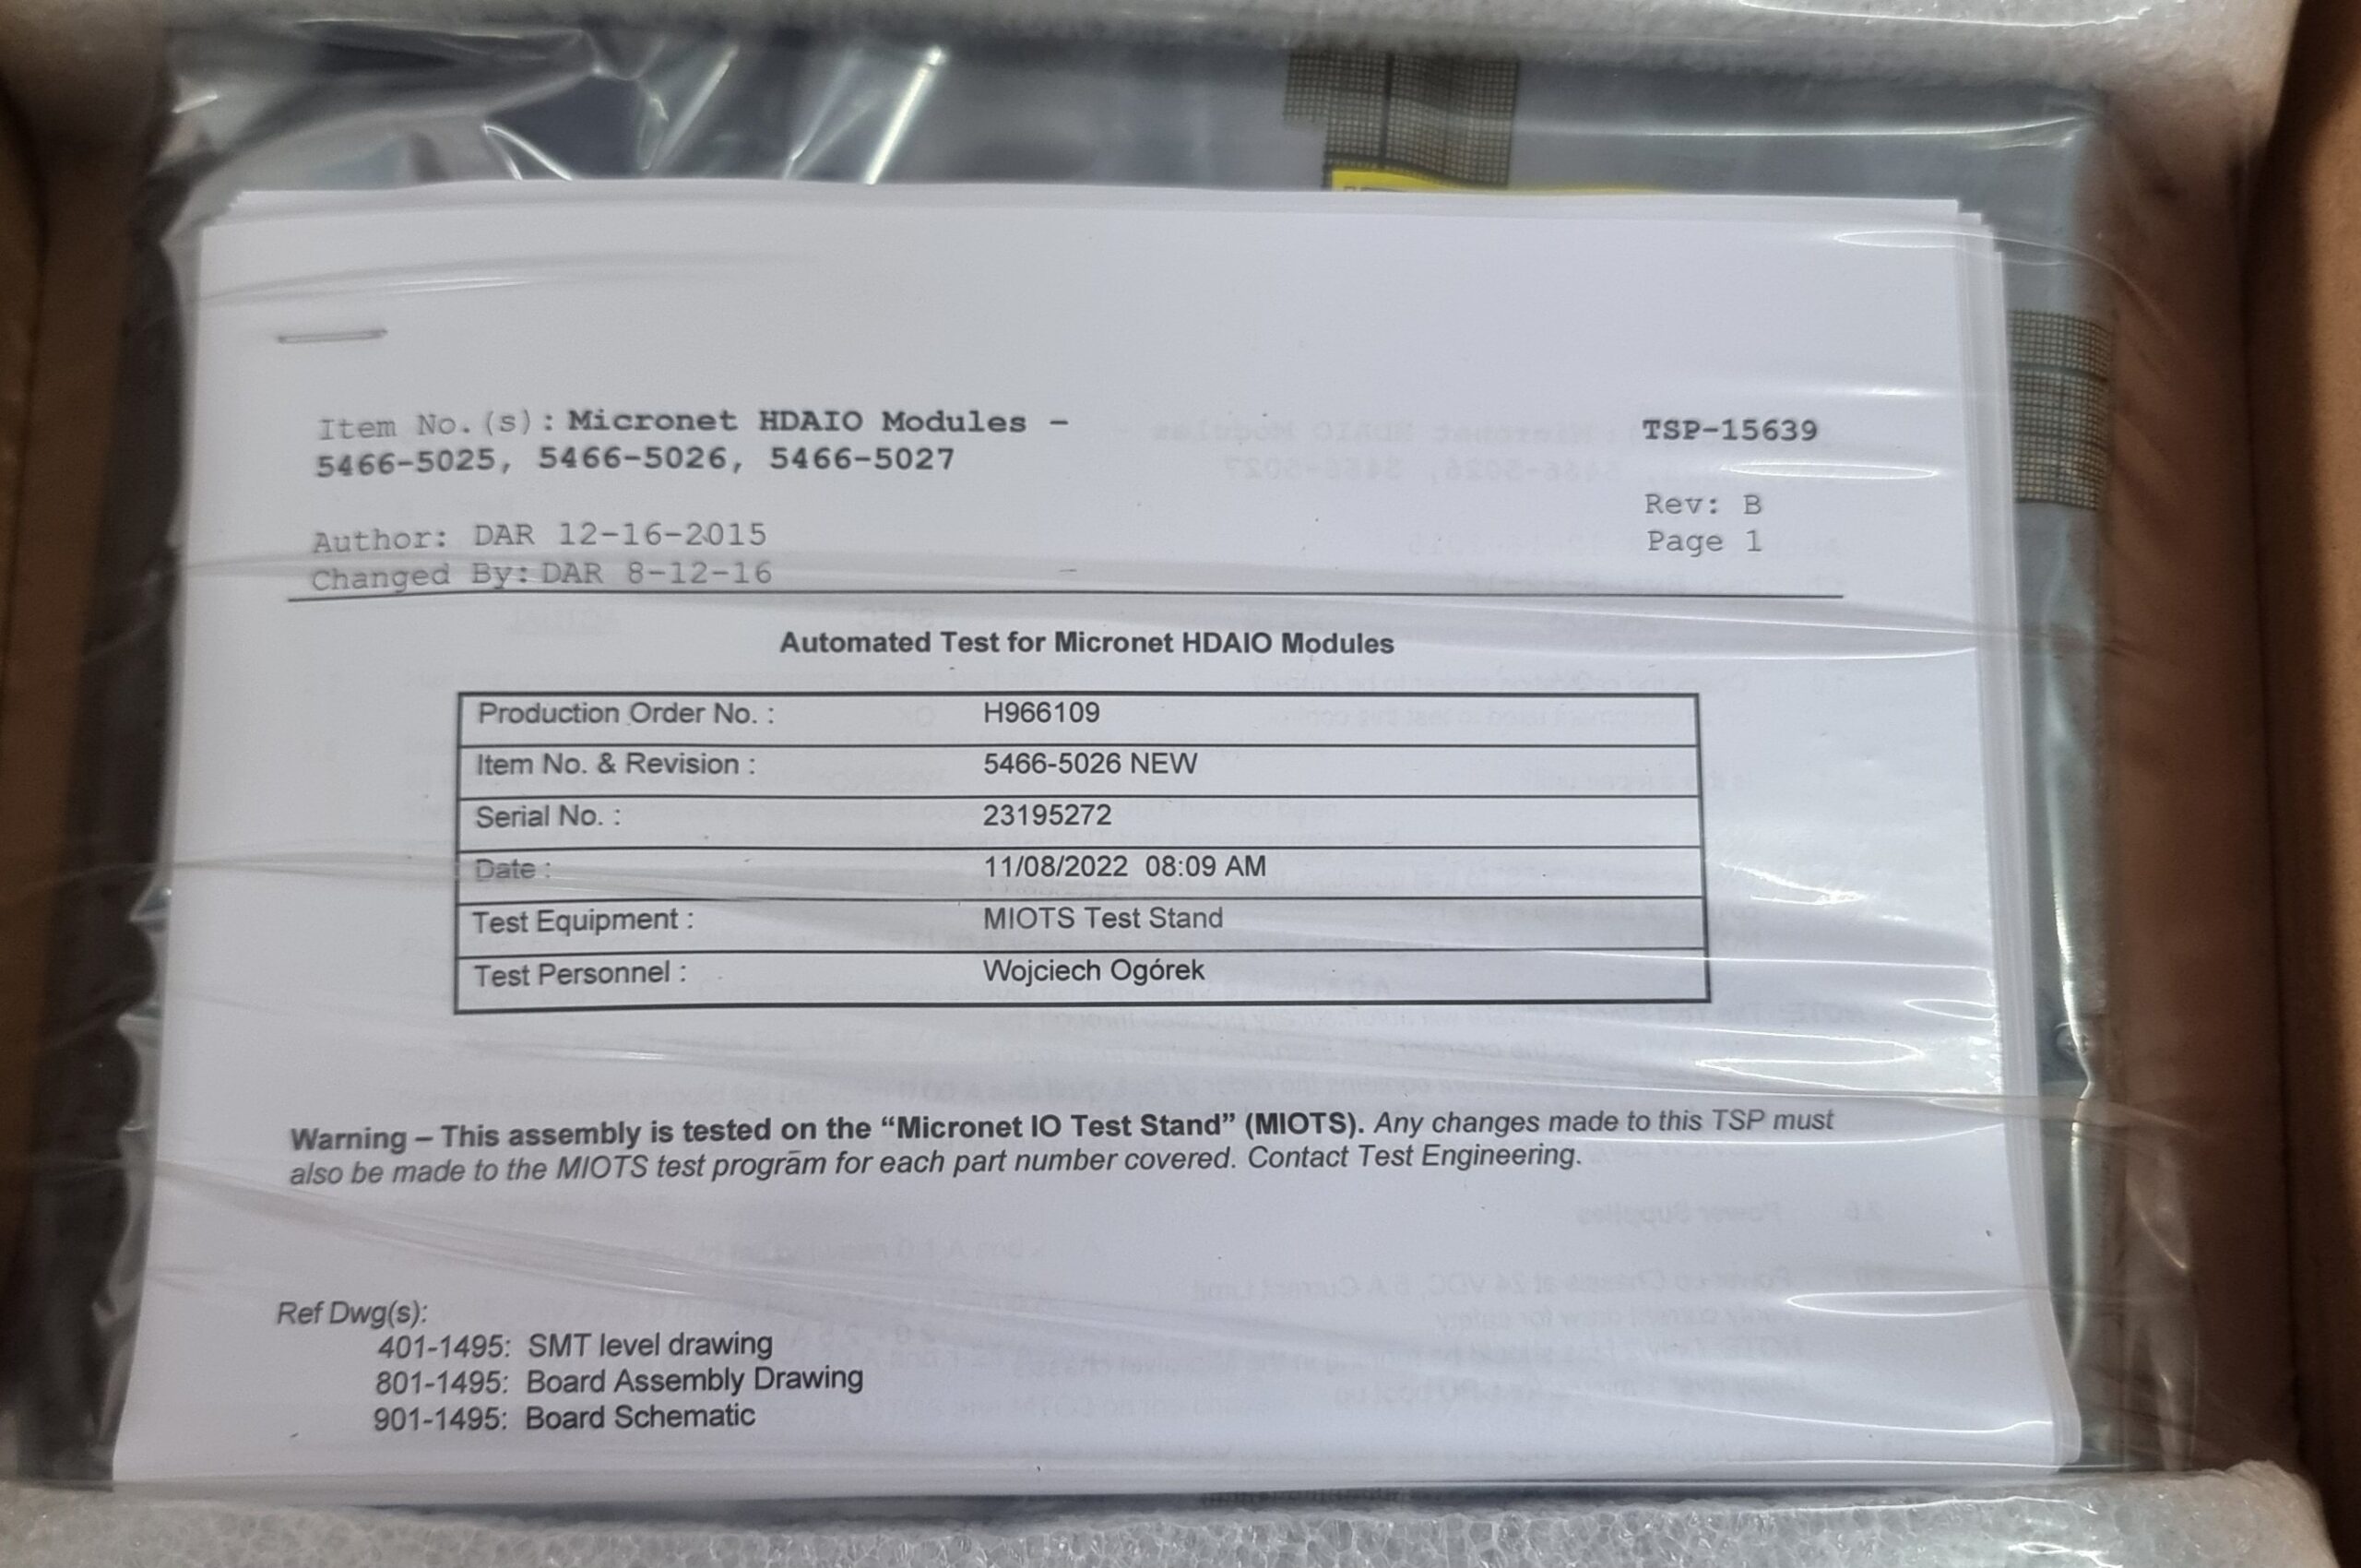 Item No.(s): Micronet HDAIO Modules –
5466-5025, 5466-5026, 5466-5027
TSP-15639
Rev: B
Page 1
Author: DAR 12-16-2015
Changed By: DAR 8-12-16
Automated Test for Micronet HDAIO Modules
Production Order No. : H966109
Item No. & Revision : 5466-5026 NEW
Serial No. : 23195272
Date : 11/08/2022 08:09 AM
Test Equipment : MIOTS Test Stand
Test Personnel : Wojciech Ogórek
Warning – This assembly is tested on the “Micronet IO Test Stand” (MIOTS). Any changes made to this TSP must
also be made to the MIOTS test program for each part number covered. Contact Test Engineering.
Ref Dwg(s):
401-1495: SMT level drawing
801-1495: Board Assembly Drawing
901-1495: Board Schematic